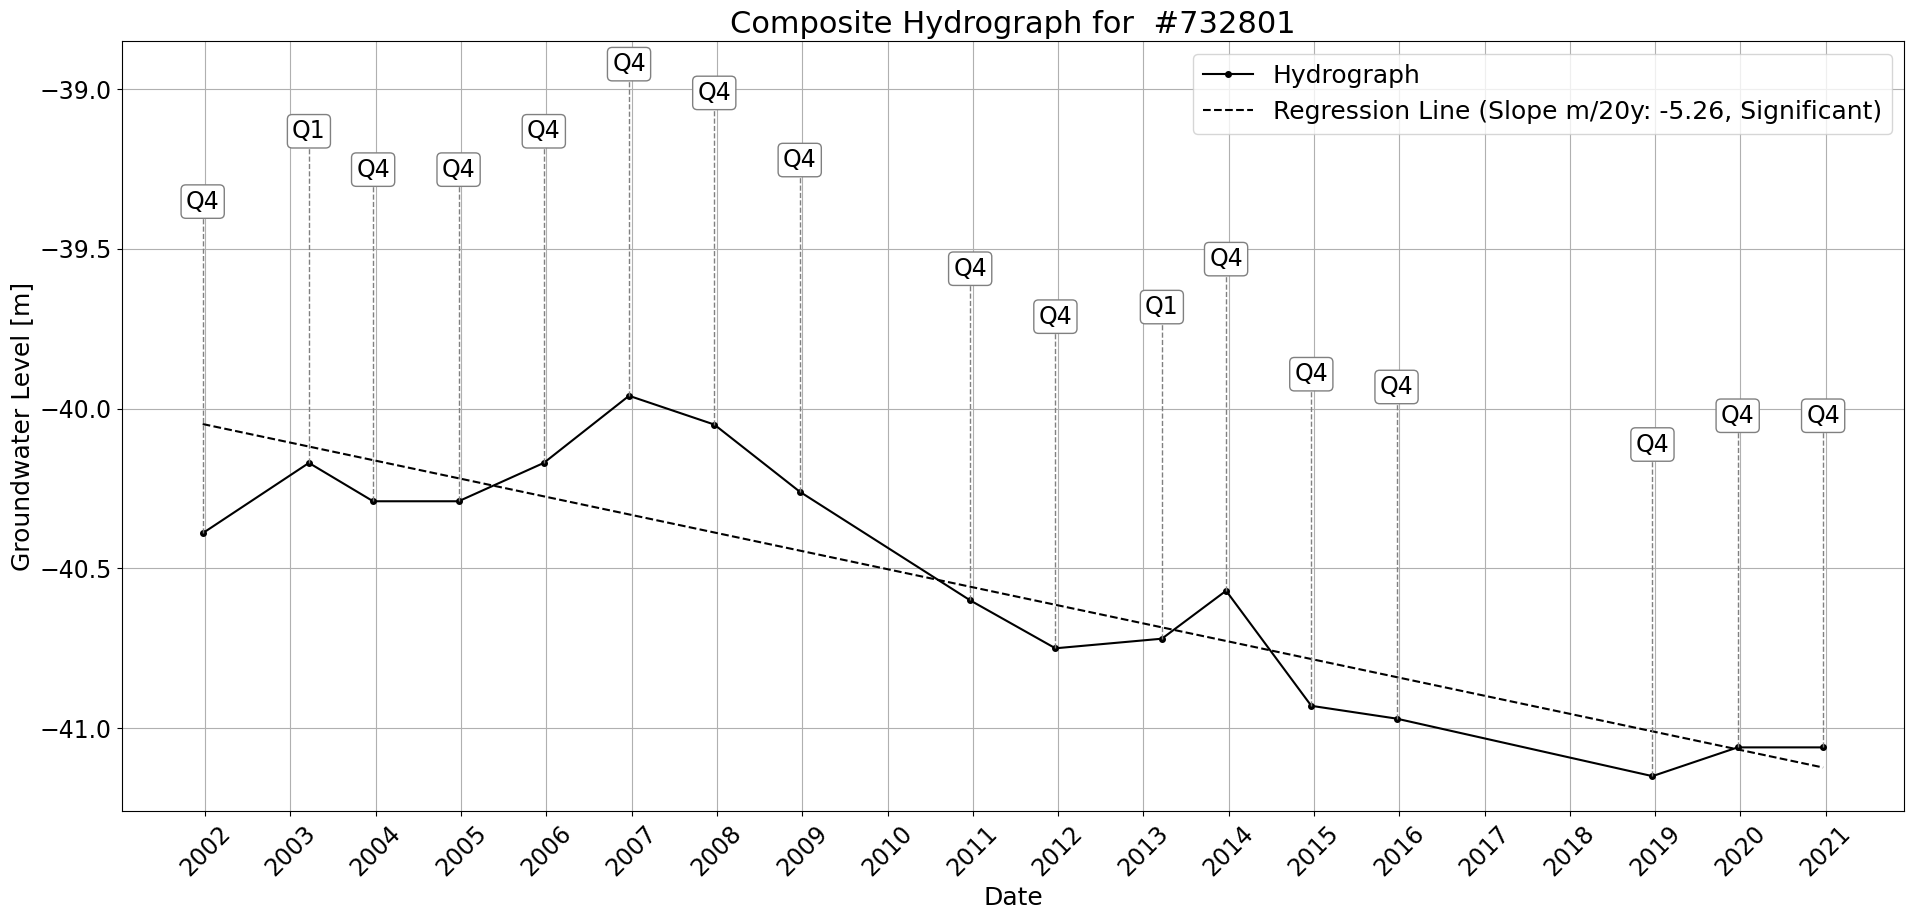 Composite Hydrograph for  #732801
Hydrograph
Regression Line (Slope m/20y: -5.26, Significant)
Q4
Q1
Q4
Q4
Q4
Q4
Q4
Q4
Q4
Q4
Q1
Q4
Q4
Q4
Q4
Q4
Q4
Groundwater Level [m]
−39.0
−39.5
−40.0
−40.5
−41.0
2002
2003
2004
2005
2006
2007
2008
2009
2010
2011
2012
2013
2014
2015
2016
2017
2018
2019
2020
2021
Date